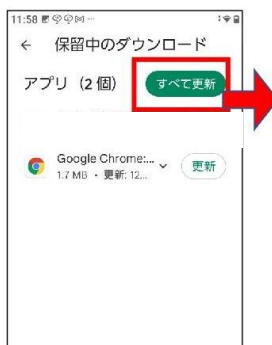 11:58
← 保留中のダウンロード
アプリ（2 個）
すべて更新
Google Chrome:...
1.7 MB ・ 更新: 12...
更新